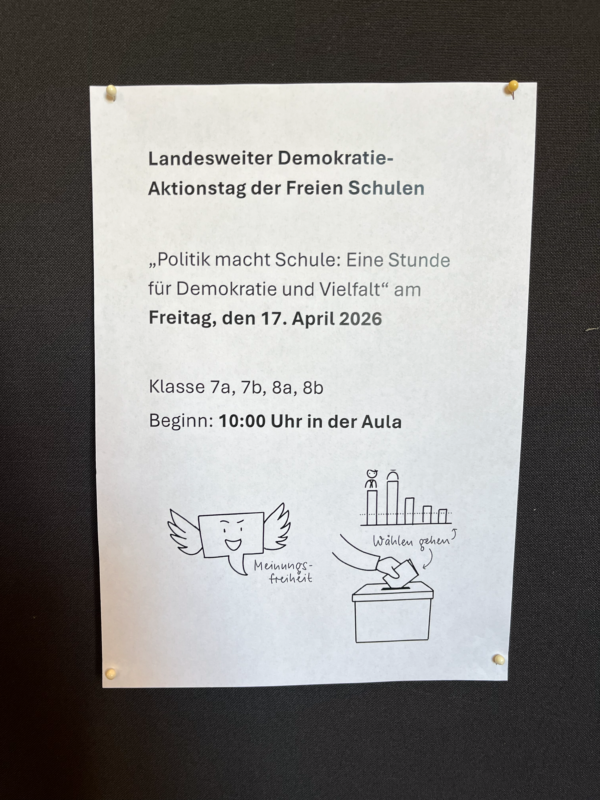 Landesweiter Demokratie-
Aktionstag der Freien Schulen
„Politik macht Schule: Eine Stunde
für Demokratie und Vielfalt“ am
Freitag, den 17. April 2026
Klasse 7a, 7b, 8a, 8b
Beginn: 10:00 Uhr in der Aula
Meinungs-
freiheit
Wählen gehen